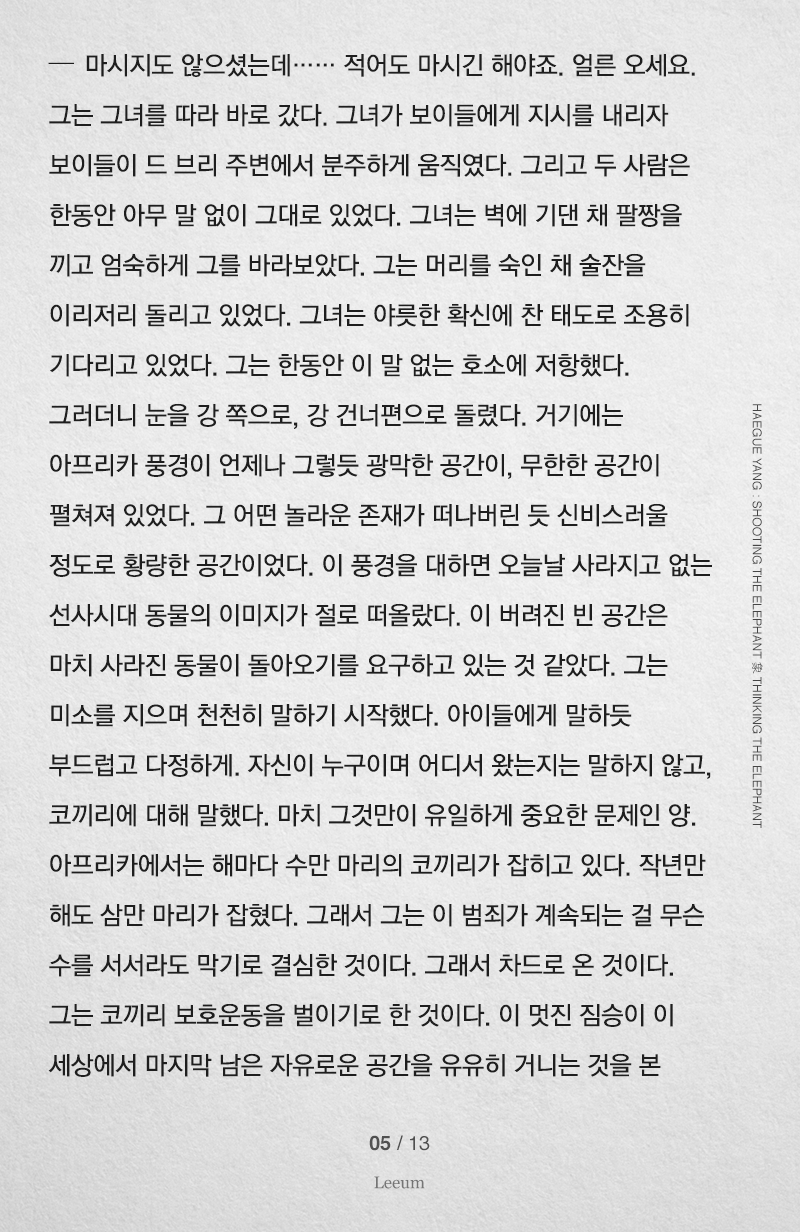 — 마시지도 않으셨는데…… 적어도 마시긴 해야죠. 얼른 오세요.
그는 그녀를 따라 바로 갔다. 그녀가 보이들에게 지시를 내리자
보이들이 드 브리 주변에서 분주하게 움직였다. 그리고 두 사람은
한동안 아무 말 없이 그대로 있었다. 그녀는 벽에 기댄 채 팔짱을
끼고 엄숙하게 그를 바라보았다. 그는 머리를 숙인 채 술잔을
이리저리 돌리고 있었다. 그녀는 야릇한 확신에 찬 태도로 조용히
기다리고 있었다. 그는 한동안 이 말 없는 호소에 저항했다.
그러더니 눈을 강 쪽으로, 강 건너편으로 돌렸다. 거기에는
아프리카 풍경이 언제나 그렇듯 광막한 공간이, 무한한 공간이
펼쳐져 있었다. 그 어떤 놀라운 존재가 떠나버린 듯 신비스러울
정도로 황량한 공간이었다. 이 풍경을 대하면 오늘날 사라지고 없는
선사시대 동물의 이미지가 절로 떠올랐다. 이 버려진 빈 공간은
마치 사라진 동물이 돌아오기를 요구하고 있는 것 같았다. 그는
미소를 지으며 천천히 말하기 시작했다. 아이들에게 말하듯
부드럽고 다정하게. 자신이 누구이며 어디서 왔는지는 말하지 않고,
코끼리에 대해 말했다. 마치 그것만이 유일하게 중요한 문제인 양.
아프리카에서는 해마다 수만 마리의 코끼리가 잡히고 있다. 작년만
해도 삼만 마리가 잡혔다. 그래서 그는 이 범죄가 계속되는 걸 무슨
수를 서서라도 막기로 결심한 것이다. 그래서 차드로 온 것이다.
그는 코끼리 보호운동을 벌이기로 한 것이다. 이 멋진 짐승이 이
세상에서 마지막 남은 자유로운 공간을 유유히 거니는 것을 본
HAEGUE YANG : SHOOTING THE ELEPHANT 象 THINKING THE ELEPHANT
05 / 13
Leeum